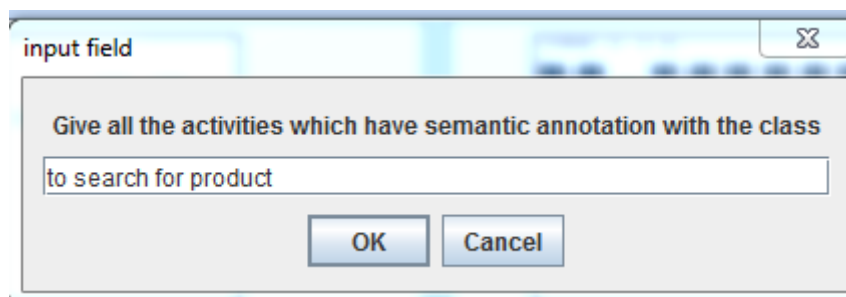 input field
Give all the activities which have semantic annotation with the class
to search for product
OK Cancel